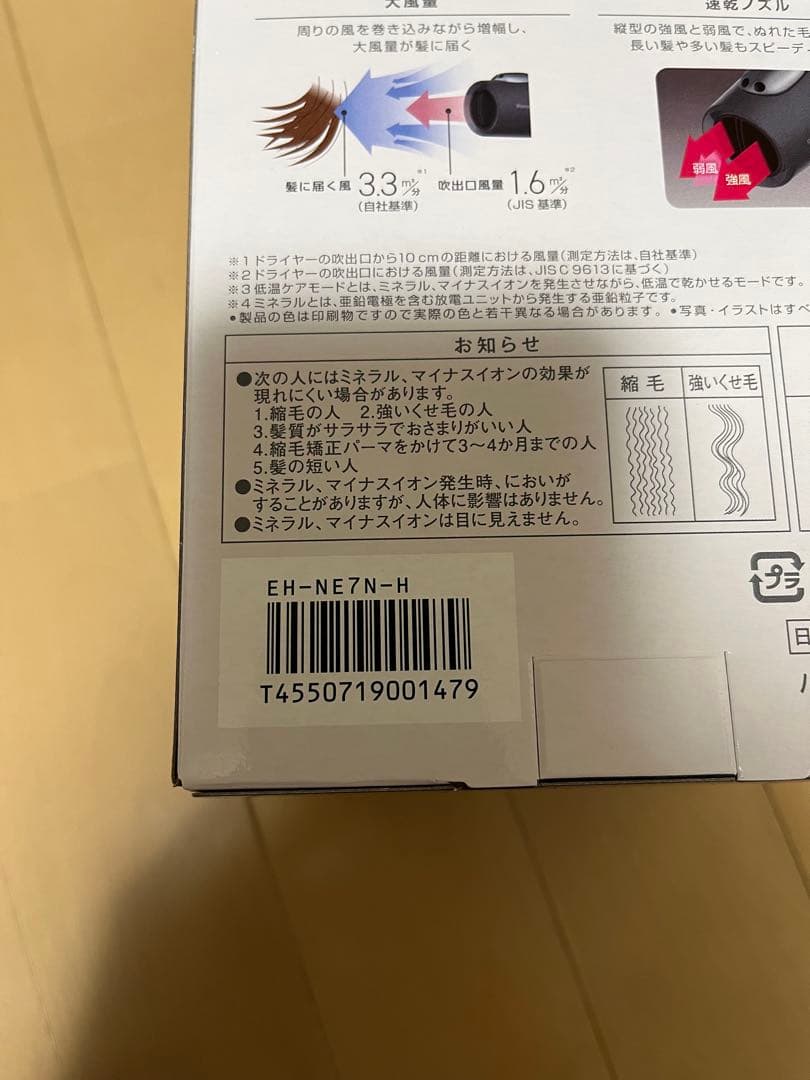 大風量
周りの風を巻き込みながら増幅し、
大風量が髪に届く
髪に届く風 3.3 m³/分 ※1
(自社基準)
吹出口風量 1.6 m³/分 ※2
(JIS 基準)
速乾ノズル
縦型の強風と弱風で、ぬれた毛
長い髪や多い髪もスピーデ
弱風
強風
※1 ドライヤーの吹出口から10cmの距離における風量(測定方法は、自社基準)
※2 ドライヤーの吹出口における風量(測定方法は、JIS C 9613に基づく)
※3 低温ケアモードとは、ミネラル、マイナスイオンを発生させながら、低温で乾かせるモードです。
※4 ミネラルとは、亜鉛電極を含む放電ユニットから発生する亜鉛粒子です。
●製品の色は印刷物ですので実際の色と若干異なる場合があります。 ●写真・イラストはすべ
お知らせ
●次の人にはミネラル、マイナスイオンの効果が
現れにくい場合があります。
1.縮毛の人 2.強いくせ毛の人
3.髪質がサラサラでおさまりがいい人
4.縮毛矯正パーマをかけて3〜4か月までの人
5.髪の短い人
●ミネラル、マイナスイオン発生時、においが
することがありますが、人体に影響はありません。
●ミネラル、マイナスイオンは目に見えません。
縮毛
強いくせ毛
EH-NE7N-H
T4550719001479
プラ
日